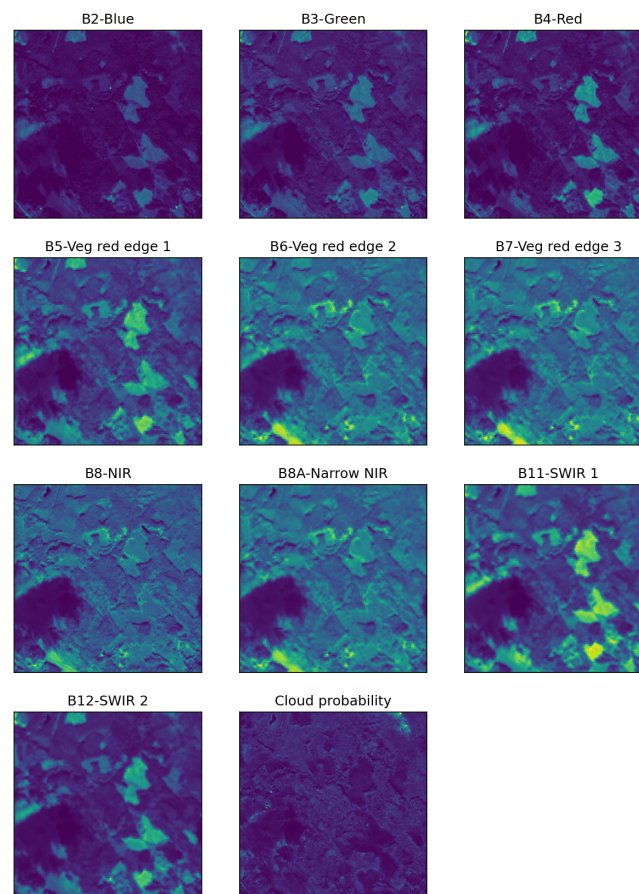 B2-Blue
B3-Green
B4-Red
B5-Veg red edge 1
B6-Veg red edge 2
B7-Veg red edge 3
B8-NIR
B8A-Narrow NIR
B11-SWIR 1
B12-SWIR 2
Cloud probability